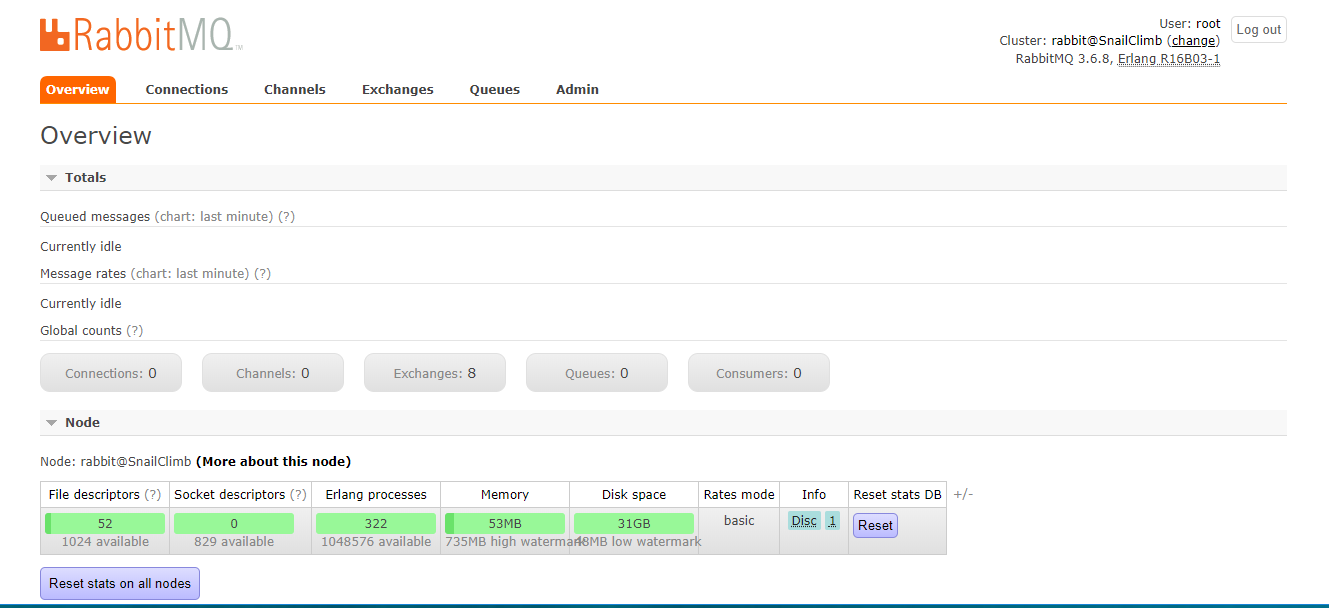 RabbitMQ TM
User: root
Log out
Cluster: rabbit@SnailClimb (change)
RabbitMQ 3.6.8, Erlang R16B03-1
Overview Connections Channels Exchanges Queues Admin
Overview
Totals
Queued messages (chart: last minute) (?)
Currently idle
Message rates (chart: last minute) (?)
Currently idle
Global counts (?)
Connections: 0 Channels: 0 Exchanges: 8 Queues: 0 Consumers: 0
Node
Node: rabbit@SnailClimb (More about this node)
File descriptors (?) Socket descriptors (?) Erlang processes Memory Disk space Rates mode Info Reset stats DB +/-
52 0 322 53MB 31GB basic Disc 1 Reset
1024 available 829 available 1048576 available 735MB high watermark 48MB low watermark
Reset stats on all nodes